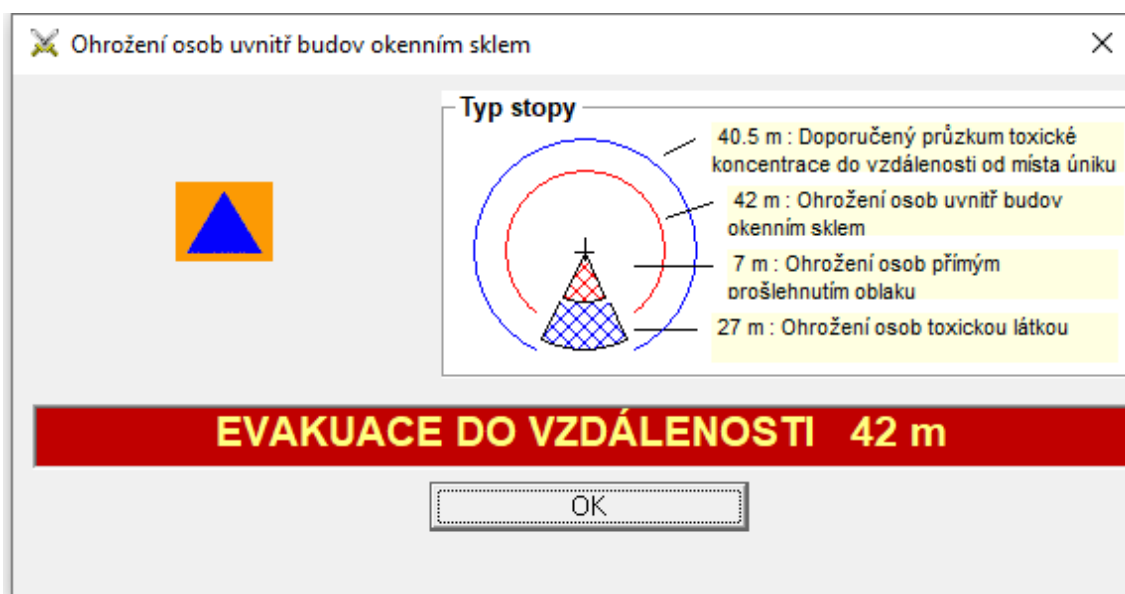 Ohrožení osob uvnitř budov okenním sklem
Typ stopy
40.5 m : Doporučený průzkum toxické
koncentrace do vzdálenosti od místa úniku
42 m : Ohrožení osob uvnitř budov
okenním sklem
7 m : Ohrožení osob přímým
prošlehnutím oblaku
27 m : Ohrožení osob toxickou látkou
EVAKUACE DO VZDÁLENOSTI 42 m
OK